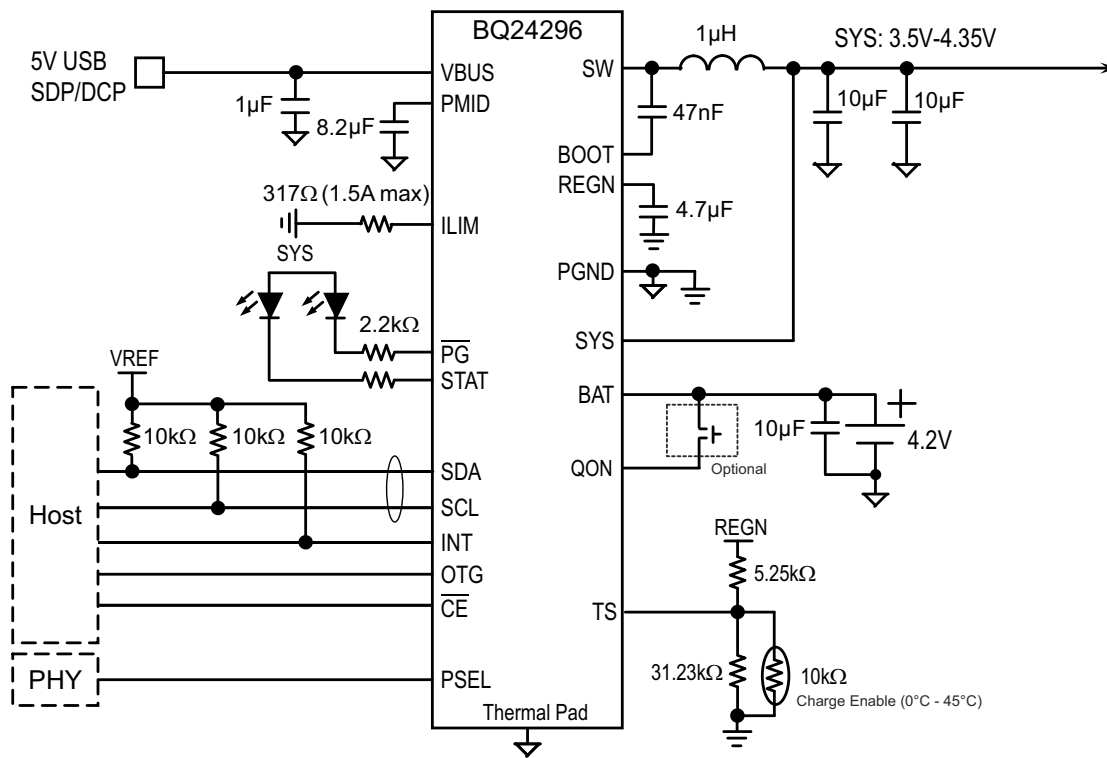 BQ24296
5V USB
SDP/DCP
1µF
8.2µF
VBUS
PMID
317Ω (1.5A max)
ILIM
SYS
2.2kΩ
PG
STAT
VREF
10kΩ
10kΩ
10kΩ
Host
SDA
SCL
INT
OTG
CE
PHY
PSEL
Thermal Pad
SW
1µH
SYS: 3.5V-4.35V
47nF
10µF
10µF
BOOT
REGN
4.7µF
PGND
SYS
BAT
QON
Optional
10µF
4.2V
REGN
5.25kΩ
TS
31.23kΩ
10kΩ
Charge Enable (0°C - 45°C)